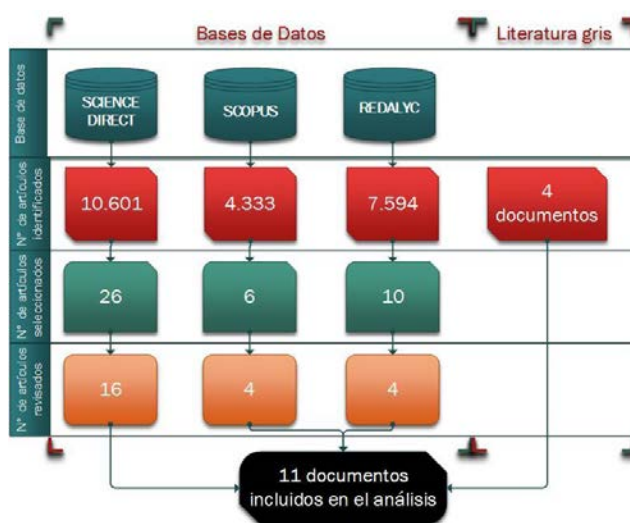 Bases de Datos
Literatura gris
Base de datos
SCIENCE
DIRECT
SCOPUS
REDALYC
N° de artículos
identificados
10.601
4.333
7.594
4
documentos
N° de artículos
seleccionados
26
6
10
N° de artículos
revisados
16
4
4
11 documentos
incluidos en el análisis